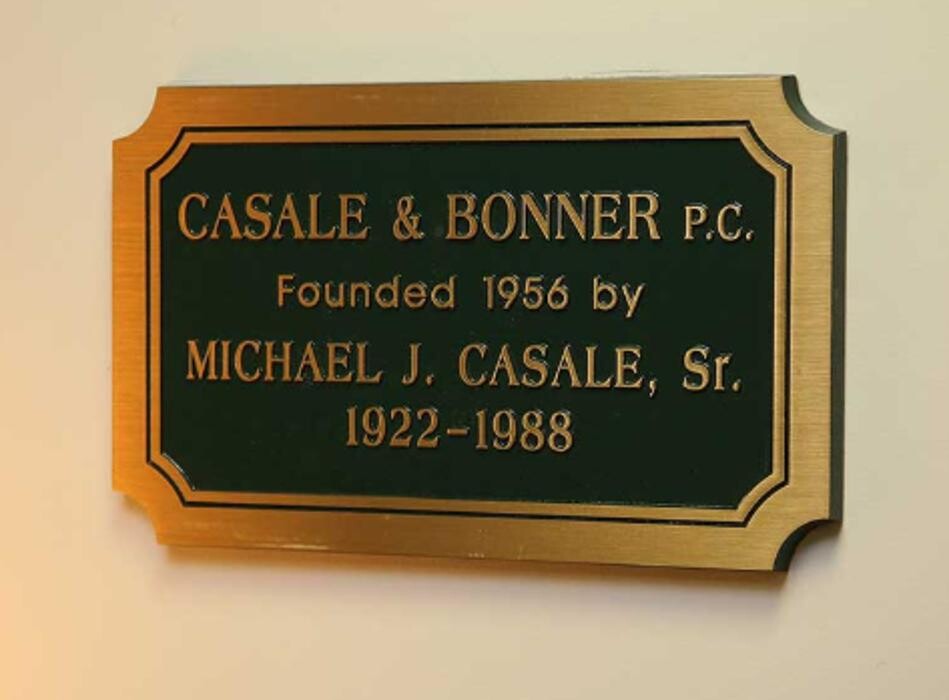 CASALE & BONNER P.C.
Founded 1956 by
MICHAEL J. CASALE, Sr.
1922-1988